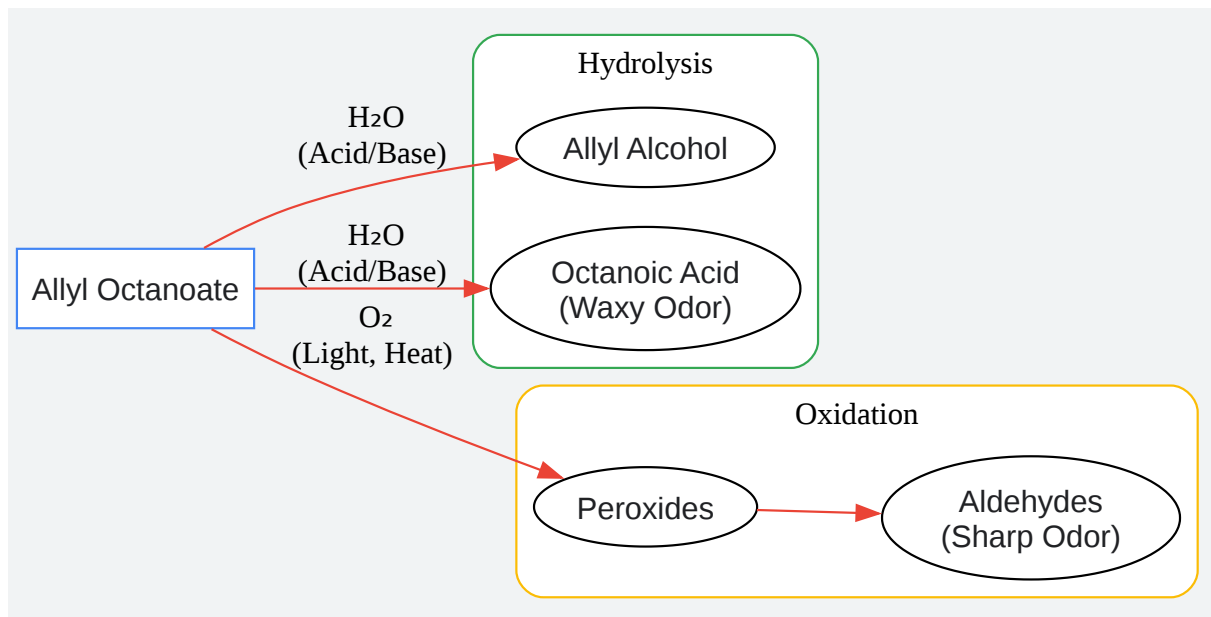 Hydrolysis
H₂O
(Acid/Base)
Allyl Alcohol
H₂O
(Acid/Base)
Allyl Octanoate
Octanoic Acid
(Waxy Odor)
O₂
(Light, Heat)
Oxidation
Peroxides
Aldehydes
(Sharp Odor)